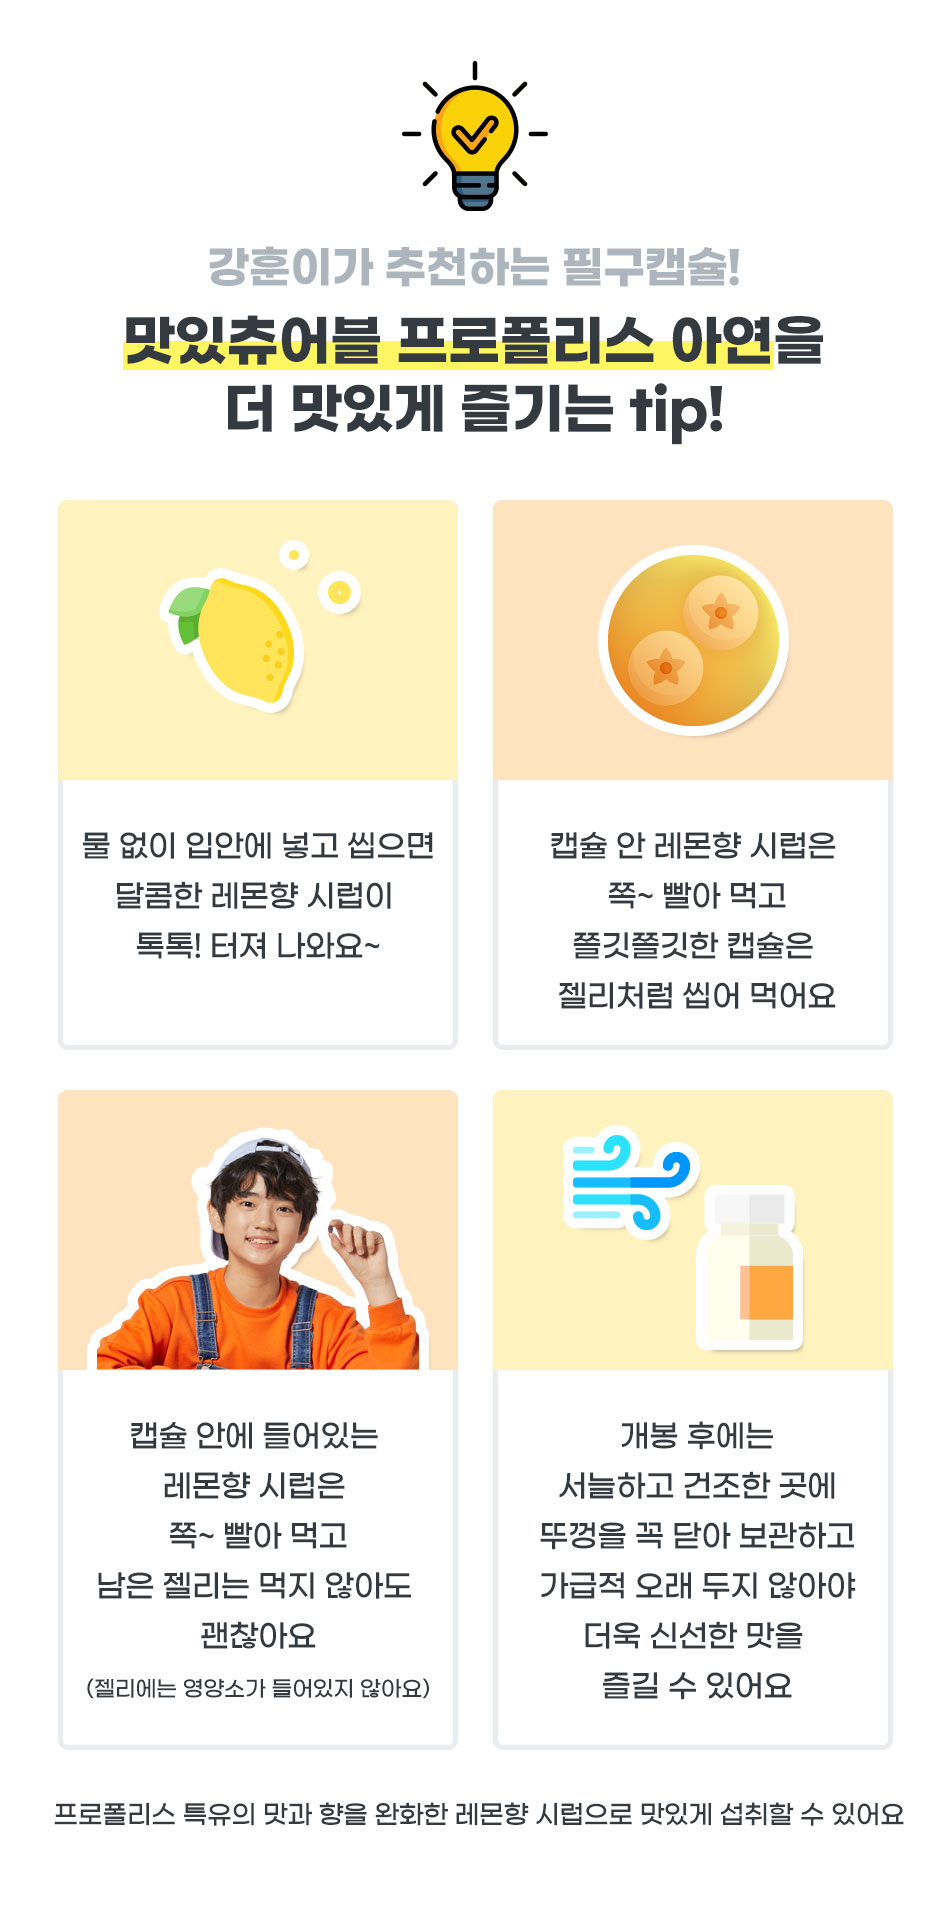 강훈이가 추천하는 필구캡슐!
맛있츄어블 프로폴리스 아연을
더 맛있게 즐기는 tip!
물 없이 입안에 넣고 씹으면
달콤한 레몬향 시럽이
톡톡! 터져 나와요~
캡슐 안 레몬향 시럽은
쪽~ 빨아 먹고
쫄깃쫄깃한 캡슐은
젤리처럼 씹어 먹어요
캡슐 안에 들어있는
레몬향 시럽은
쪽~ 빨아 먹고
남은 젤리는 먹지 않아도
괜찮아요
(젤리에는 영양소가 들어있지 않아요)
개봉 후에는
서늘하고 건조한 곳에
뚜껑을 꼭 닫아 보관하고
가급적 오래 두지 않아야
더욱 신선한 맛을
즐길 수 있어요
프로폴리스 특유의 맛과 향을 완화한 레몬향 시럽으로 맛있게 섭취할 수 있어요